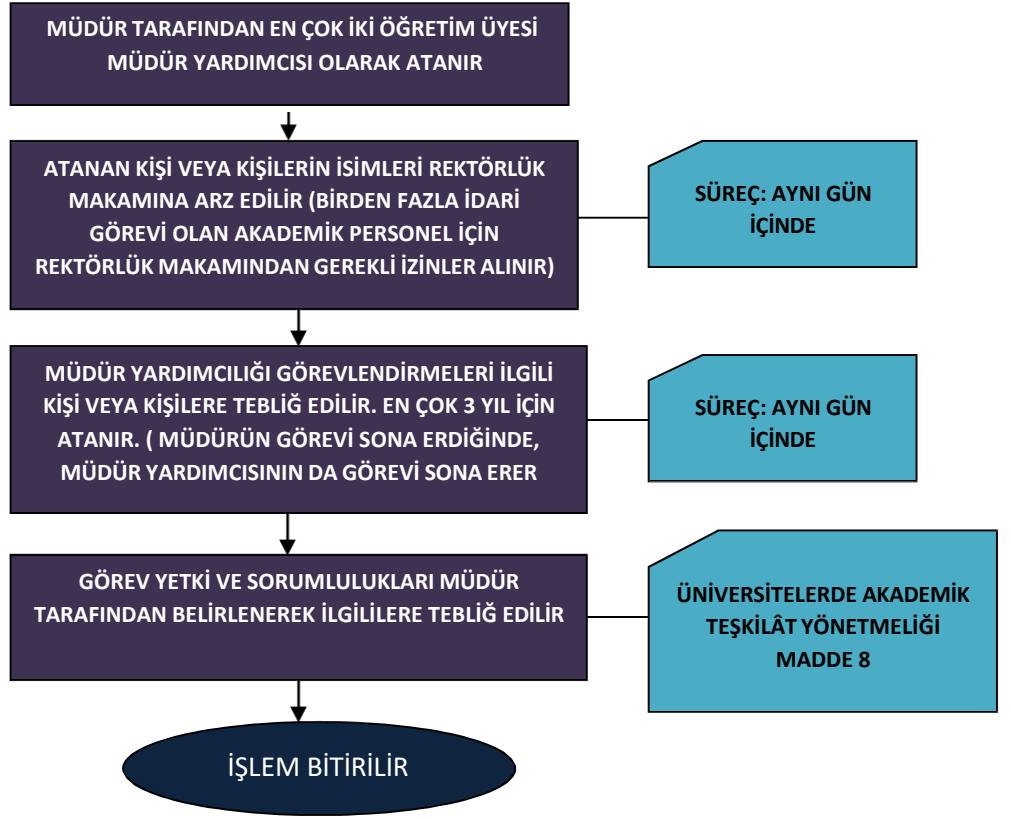 MÜDÜR TARAFINDAN EN ÇOK İKİ ÖĞRETİM ÜYESİ
MÜDÜR YARDIMCISI OLARAK ATANIR
ATANAN KİŞİ VEYA KİŞİLERİN İSİMLERİ REKTÖRLÜK
MAKAMINA ARZ EDİLİR (BİRDEN FAZLA İDARİ
GÖREVİ OLAN AKADEMİK PERSONEL İÇİN
REKTÖRLÜK MAKAMINDAN GEREKLİ İZİNLER ALINIR)
SÜREÇ: AYNI GÜN
İÇİNDE
MÜDÜR YARDIMCILIĞI GÖREVLENDİRMELERİ İLGİLİ
KİŞİ VEYA KİŞİLERE TEBLİĞ EDİLİR. EN ÇOK 3 YIL İÇİN
ATANIR. ( MÜDÜRÜN GÖREVİ SONA ERDİĞİNDE,
MÜDÜR YARDIMCISININ DA GÖREVİ SONA ERER
SÜREÇ: AYNI GÜN
İÇİNDE
GÖREV YETKİ VE SORUMLULUKLARI MÜDÜR
TARAFINDAN BELİRLENEREK İLGİLİLERE TEBLİĞ EDİLİR
ÜNİVERSİTELERDE AKADEMİK
TEŞKİLÂT YÖNETMELİĞİ
MADDE 8
İŞLEM BİTİRİLİR